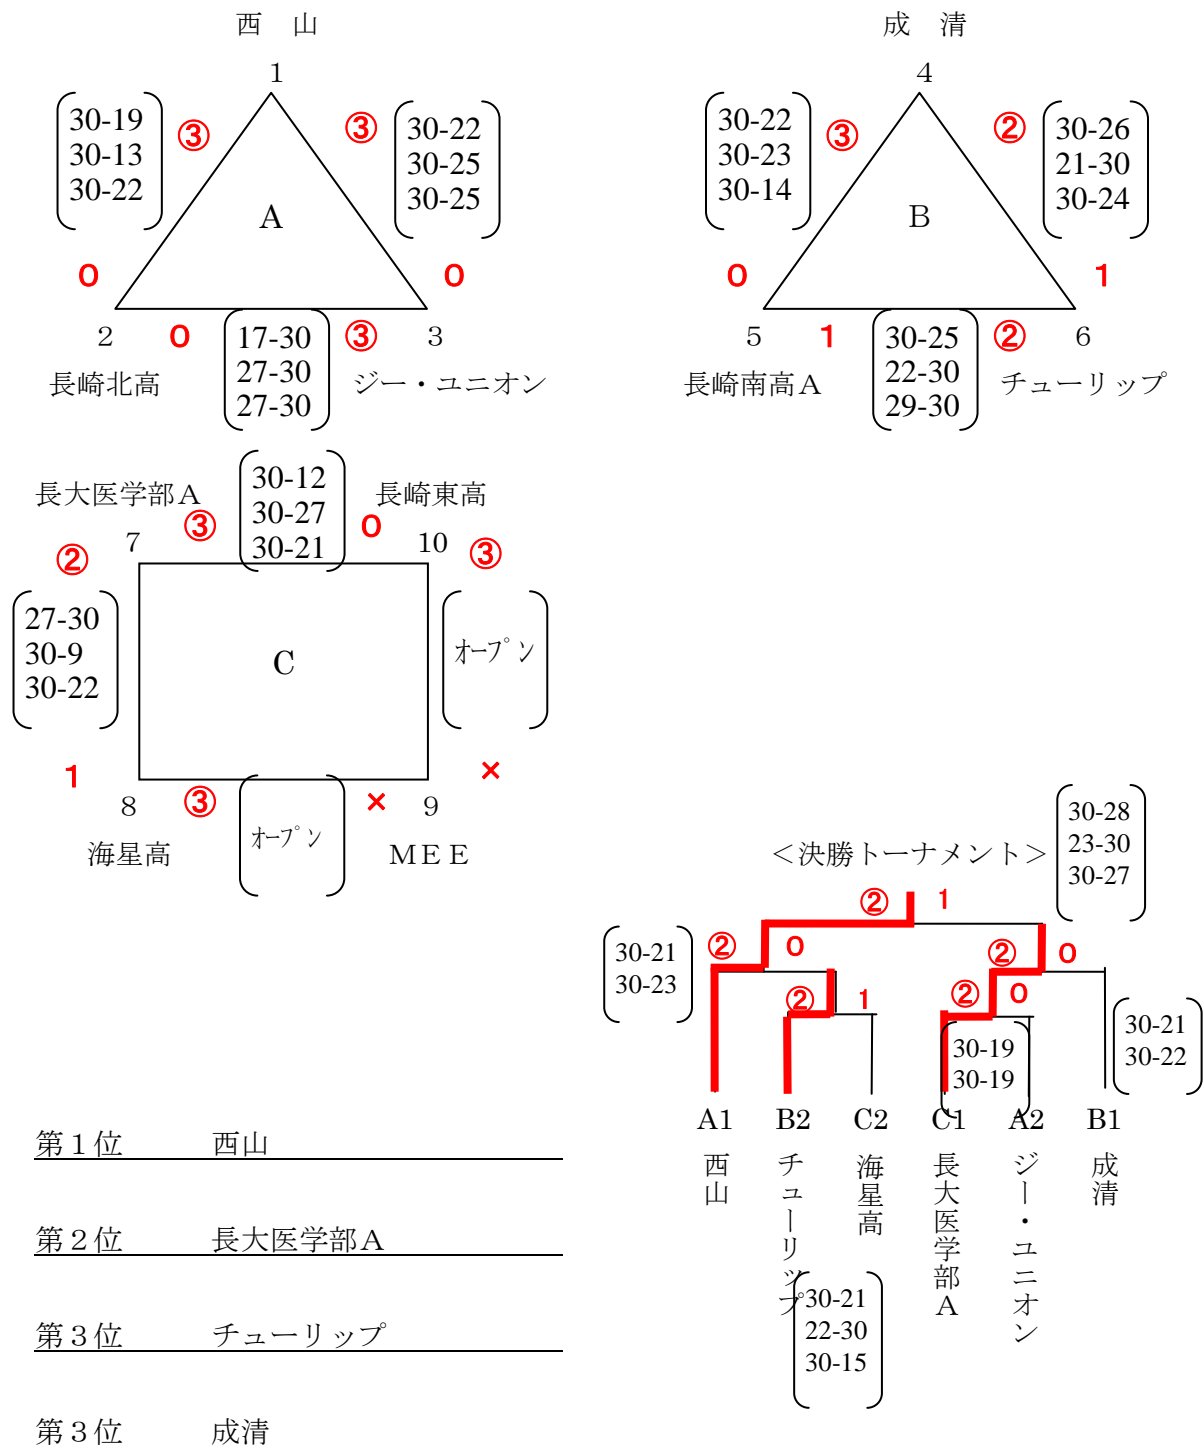 西　山
1
30-19
30-13
30-22
③
③
30-22
30-25
30-25
A
0
0
2
0
17-30
27-30
27-30
③
3
長崎北高
ジー・ユニオン
成　清
4
30-22
30-23
30-14
③
②
30-26
21-30
30-24
B
0
1
5
1
30-25
22-30
29-30
②
6
長崎南高A
チューリップ
長大医学部A
30-12
30-27
30-21
長崎東高
③
0
7
10
②
③
27-30
30-9
30-22
C
オープン
1
×
8
③
オープン
×
9
海星高
MEE
＜決勝トーナメント＞
30-28
23-30
30-27
②
1
30-21
30-23
②
0
②
0
②
1
②
0
30-19
30-19
30-21
30-22
A1
B2
C2
C1
A2
B1
西山
チューリップ
海星高
長大医学部A
ジー・ユニオン
成清
30-21
22-30
30-15
第1位　西山
第2位　長大医学部A
第3位　チューリップ
第3位　成清